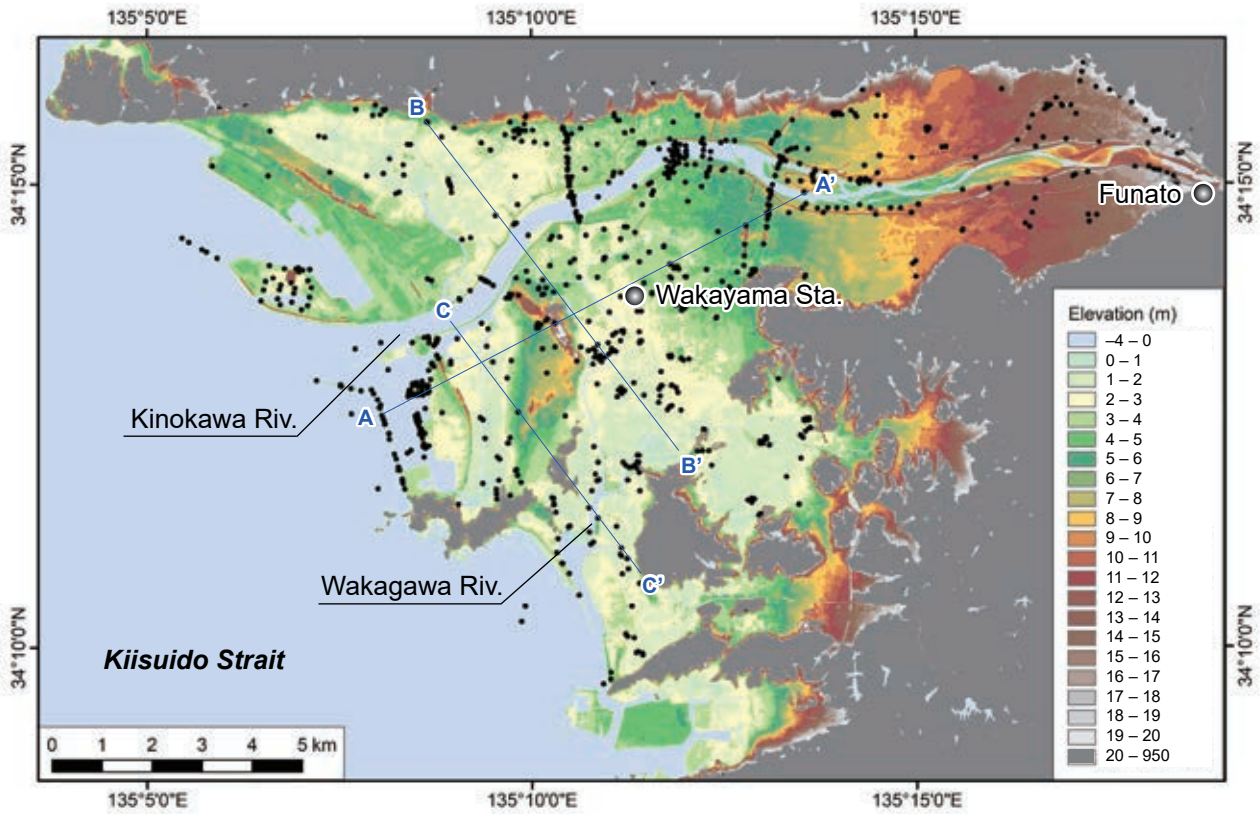 135°5'0"E
135°10'0"E
135°15'0"E
34°15'0"N
34°15'0"N
B
A'
Funato
Wakayama Sta.
C
Kinokawa Riv.
A
B'
Wakagawa Riv.
C'
Kiisuido Strait
34°10'0"N
34°10'0"N
Elevation (m)
–4 – 0
0 – 1
1 – 2
2 – 3
3 – 4
4 – 5
5 – 6
6 – 7
7 – 8
8 – 9
9 – 10
10 – 11
11 – 12
12 – 13
13 – 14
14 – 15
15 – 16
16 – 17
17 – 18
18 – 19
19 – 20
20 – 950
0 1 2 3 4 5 km
135°5'0"E
135°10'0"E
135°15'0"E